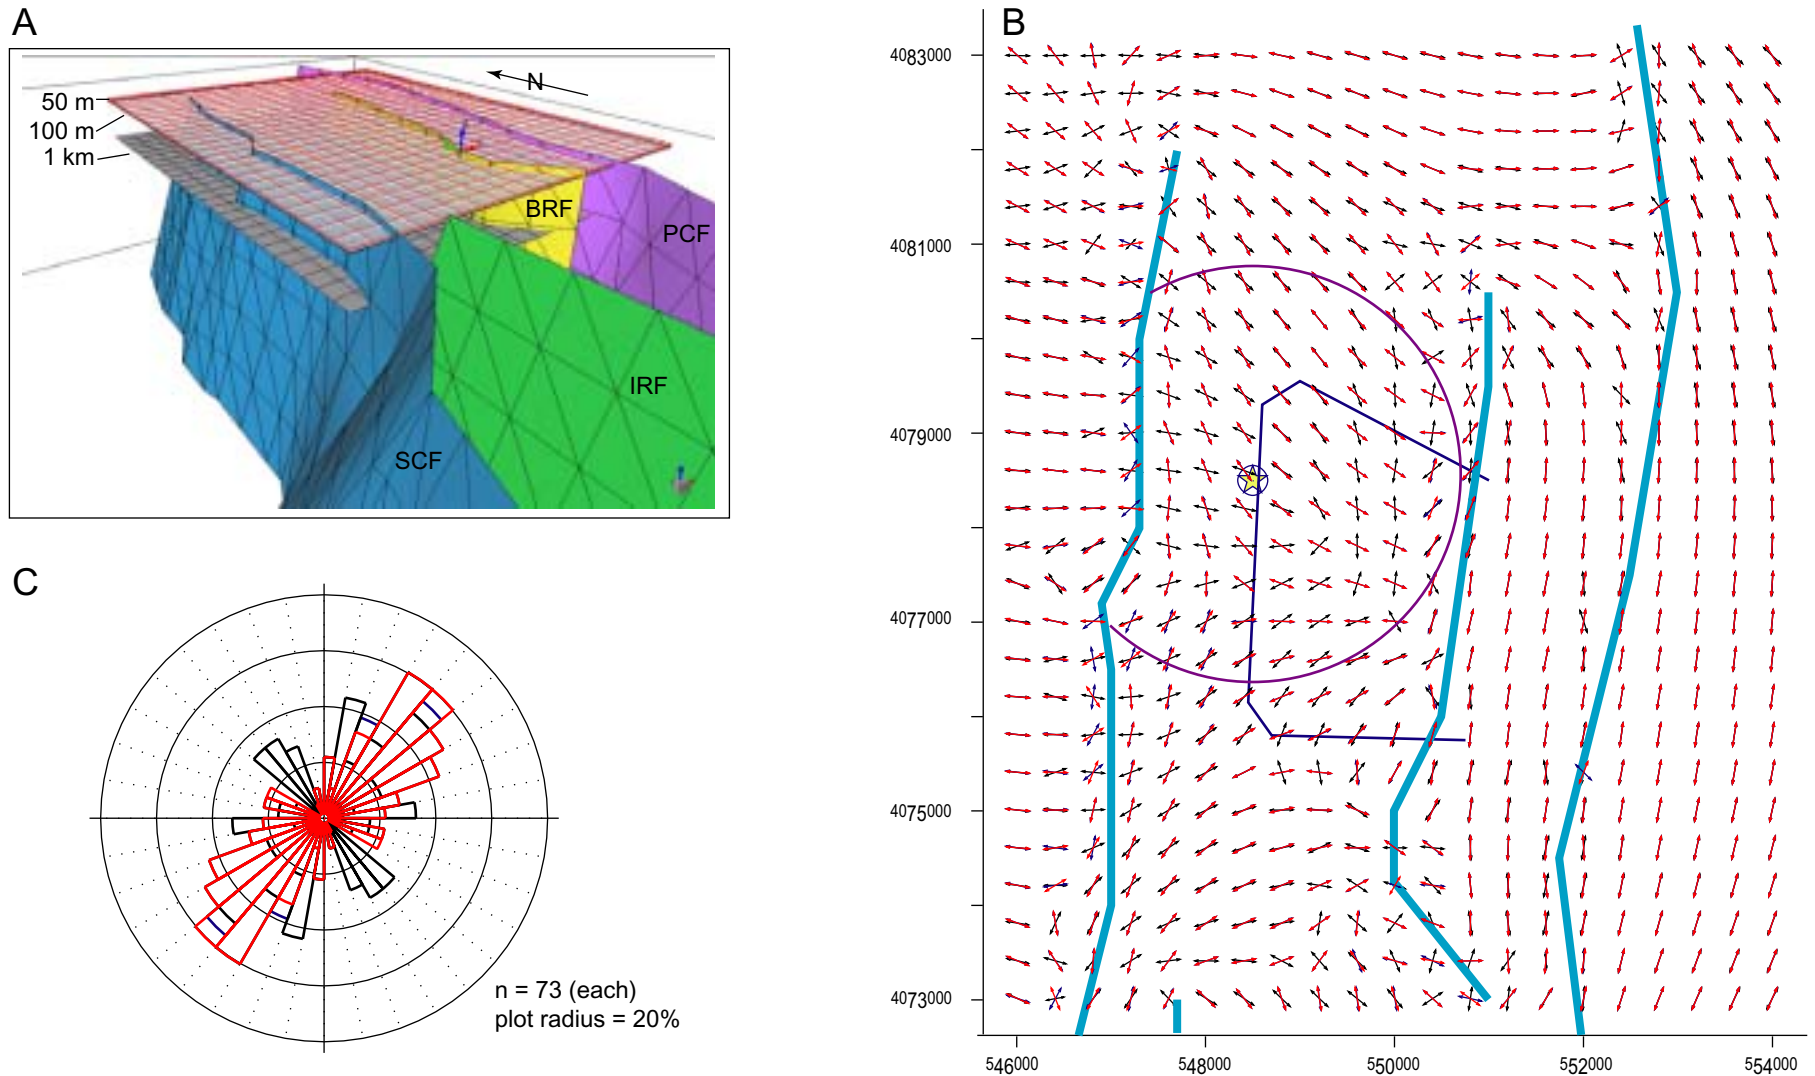 A
N
50 m
100 m
1 km
BRF
PCF
IRF
SCF
B
4083000
4081000
4079000
4077000
4075000
4073000
546000
548000
550000
552000
554000
C
n = 73 (each)
plot radius = 20%